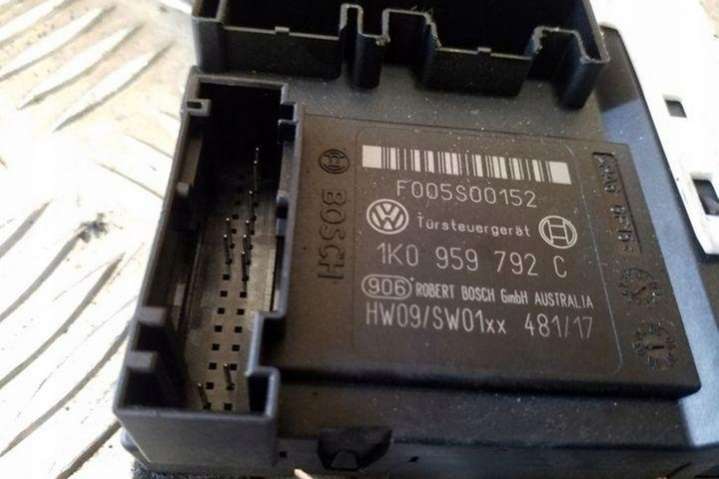 F005S00152
Türsteuergerät
1K0 959 792 C
906 ROBERT BOSCH GmbH AUSTRALIA
HW09/SW01xx 481/17
BOSCH